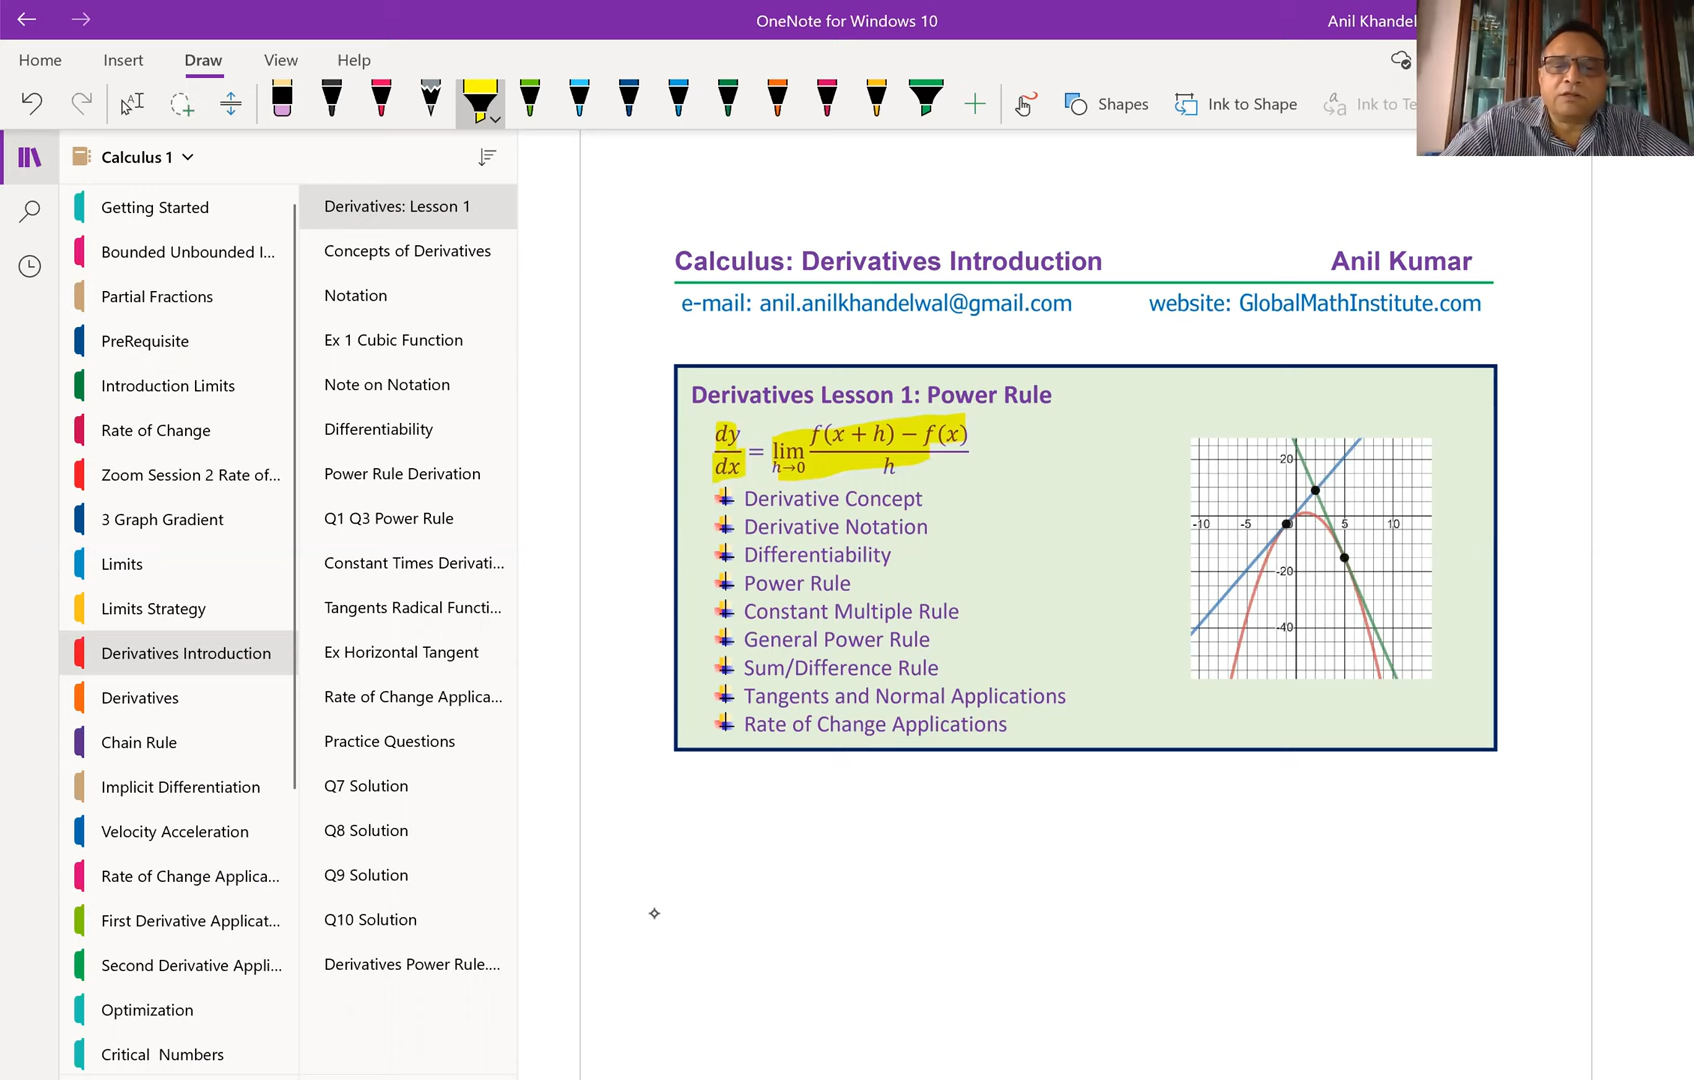 OneNote for Windows 10
Anil Khandel
Home Insert Draw View Help
Shapes Ink to Shape Ink to Te
Calculus 1
Getting Started
Bounded Unbounded I...
Partial Fractions
PreRequisite
Introduction Limits
Rate of Change
Zoom Session 2 Rate of...
3 Graph Gradient
Limits
Limits Strategy
Derivatives Introduction
Derivatives
Chain Rule
Implicit Differentiation
Velocity Acceleration
Rate of Change Applica...
First Derivative Applicat...
Second Derivative Appli...
Optimization
Critical Numbers
Derivatives: Lesson 1
Concepts of Derivatives
Notation
Ex 1 Cubic Function
Note on Notation
Differentiability
Power Rule Derivation
Q1 Q3 Power Rule
Constant Times Derivati...
Tangents Radical Functi...
Ex Horizontal Tangent
Rate of Change Applica...
Practice Questions
Q7 Solution
Q8 Solution
Q9 Solution
Q10 Solution
Derivatives Power Rule....
Calculus: Derivatives Introduction Anil Kumar
e-mail: anil.anilkhandelwal@gmail.com website: GlobalMathInstitute.com
Derivatives Lesson 1: Power Rule
dy/dx = lim h→0 f(x + h) − f(x)/h
Derivative Concept
Derivative Notation
Differentiability
Power Rule
Constant Multiple Rule
General Power Rule
Sum/Difference Rule
Tangents and Normal Applications
Rate of Change Applications
20
-10 -5 0 5 10
-20
-40